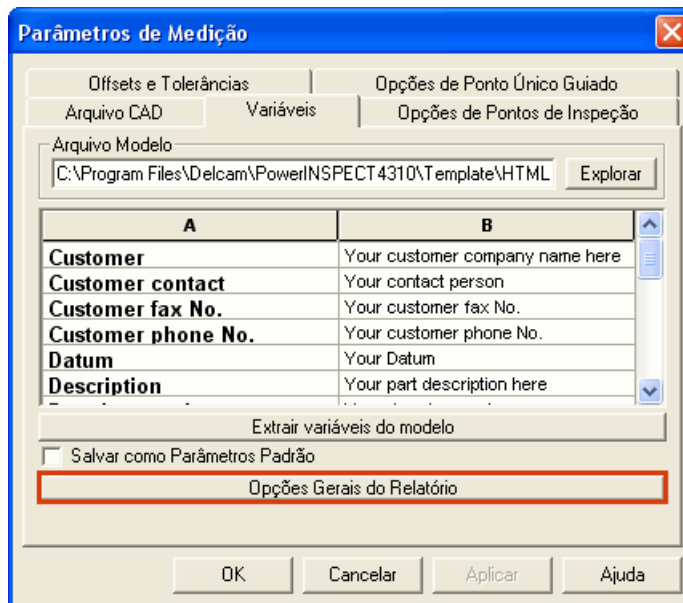 Parâmetros de Medição
Offsets e Tolerâncias Opções de Ponto Único Guiado
Arquivo CAD Variáveis Opções de Pontos de Inspeção
Arquivo Modelo
C:\Program Files\Delcam\PowerINSPECT4310\Template\HTML Explorar
A B
Customer Your customer company name here
Customer contact Your contact person
Customer fax No. Your customer fax No.
Customer phone No. Your customer phone No.
Datum Your Datum
Description Your part description here
Extrair variáveis do modelo
Salvar como Parâmetros Padrão
Opções Gerais do Relatório
OK Cancelar Aplicar Ajuda